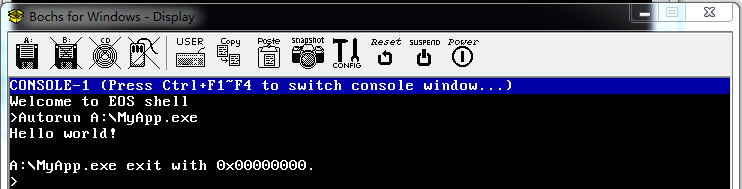 Bochs for Windows - Display
A: B: CD USER Copy Paste snapshot CONFIG Reset SUSPEND Power
CONSOLE-1 (Press Ctrl+F1~F4 to switch console window...)
Welcome to EOS shell
>Autorun A:\MyApp.exe
Hello world!
A:\MyApp.exe exit with 0x00000000.
>